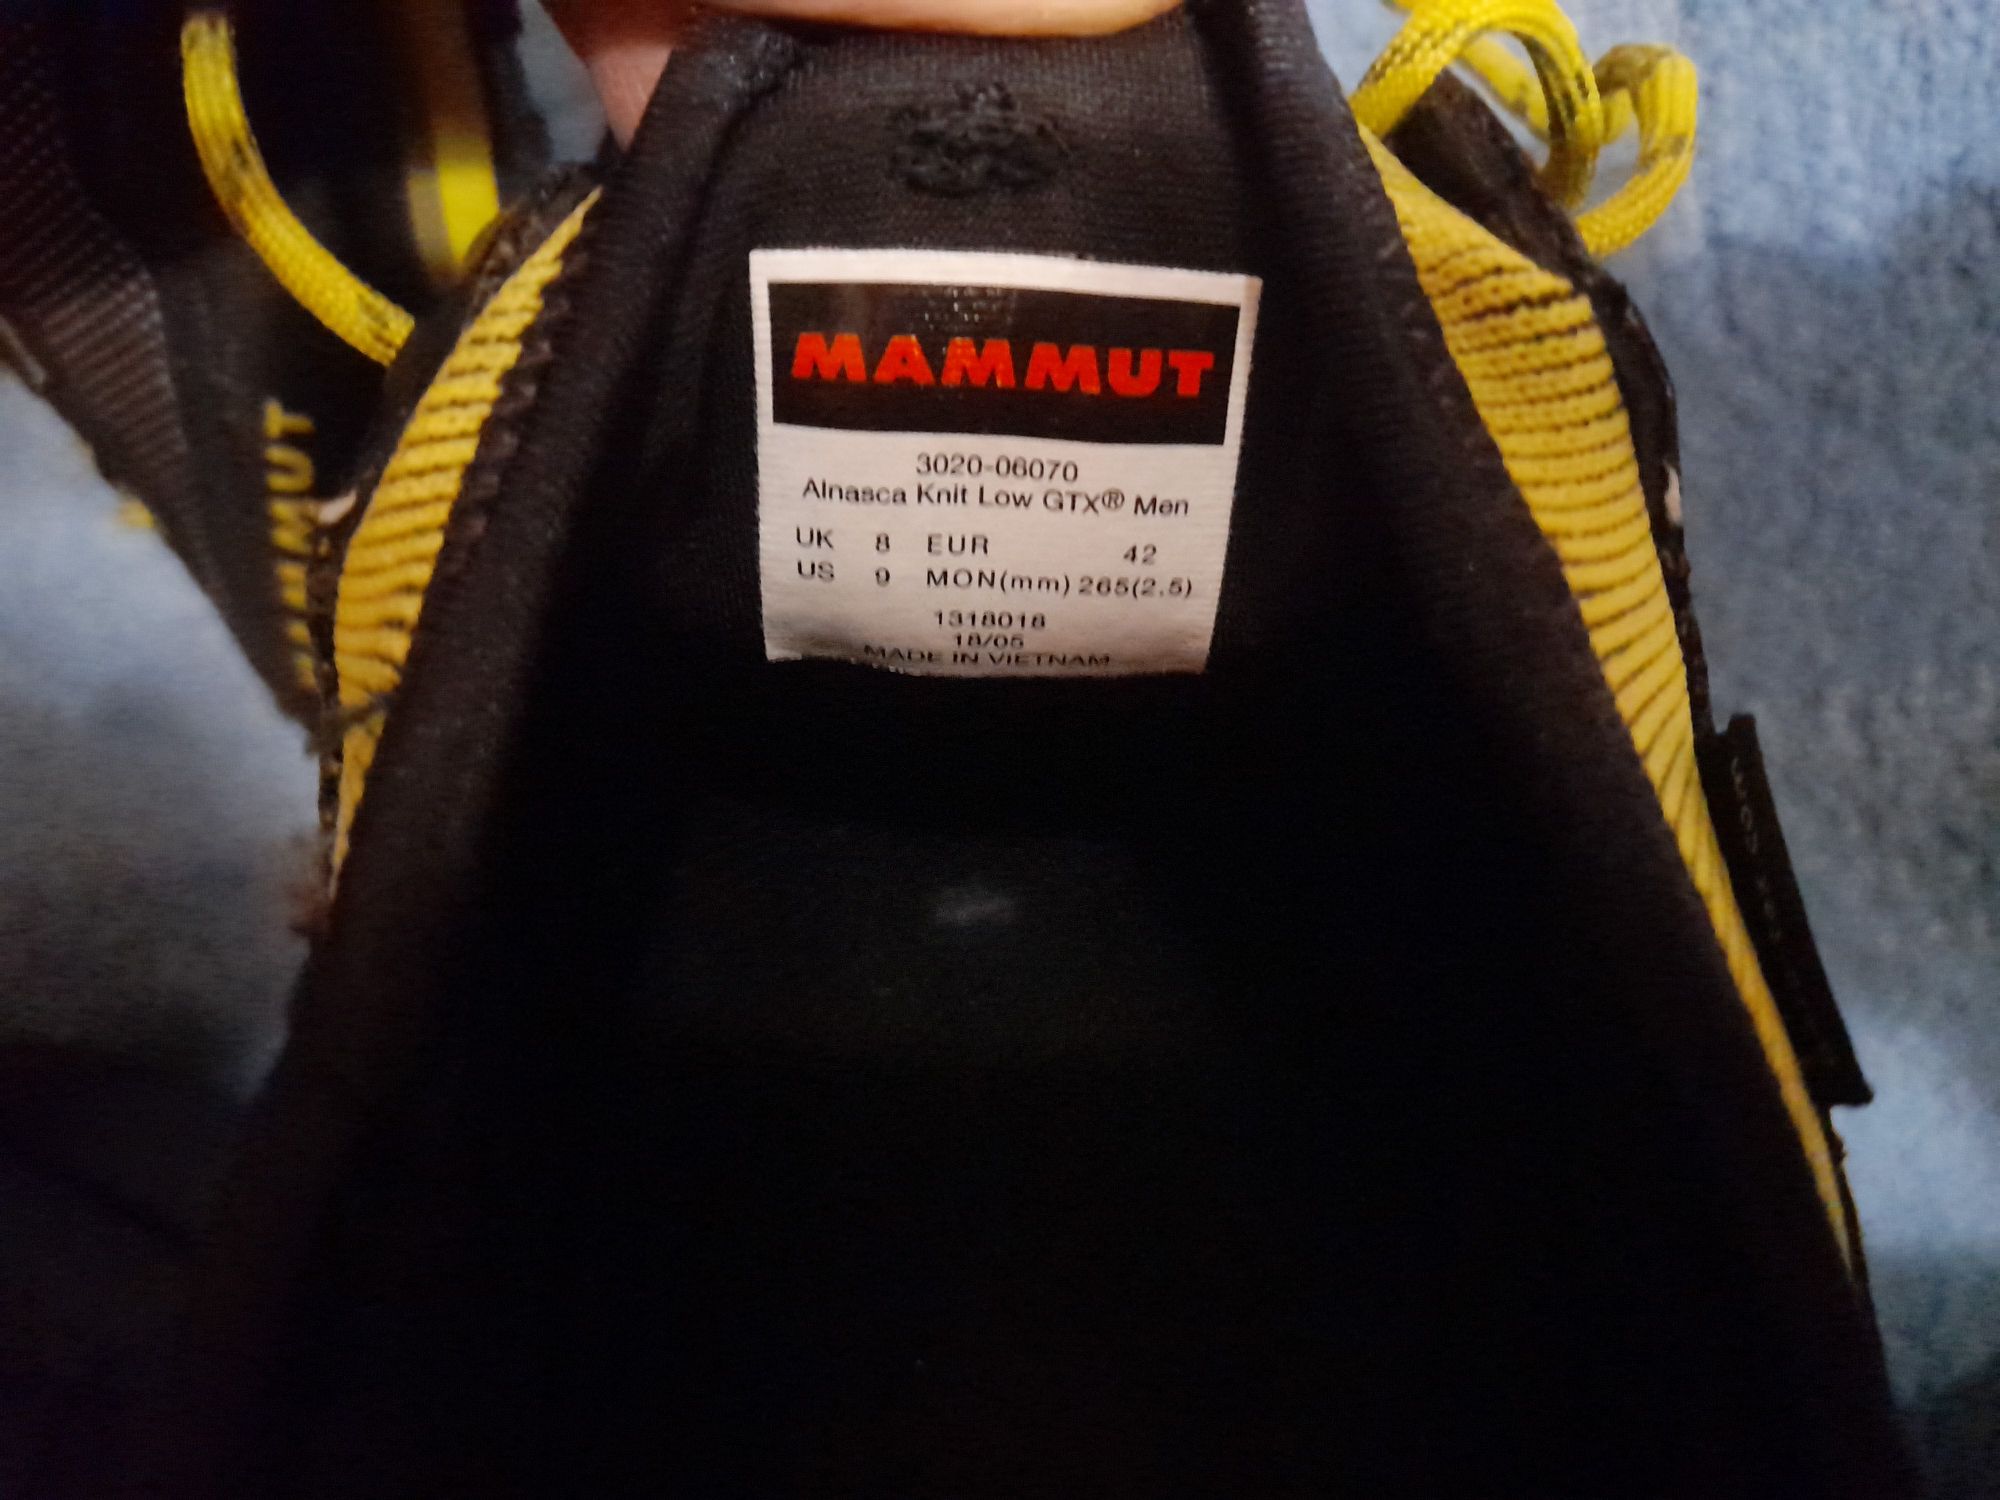 MAMMUT
3020-06070
Alnasca Knit Low GTX® Men
UK 8 EUR 42
US 9 MON(mm) 265(2.5)
1318018
18/05
MADE IN VIETNAM
MAMMUT